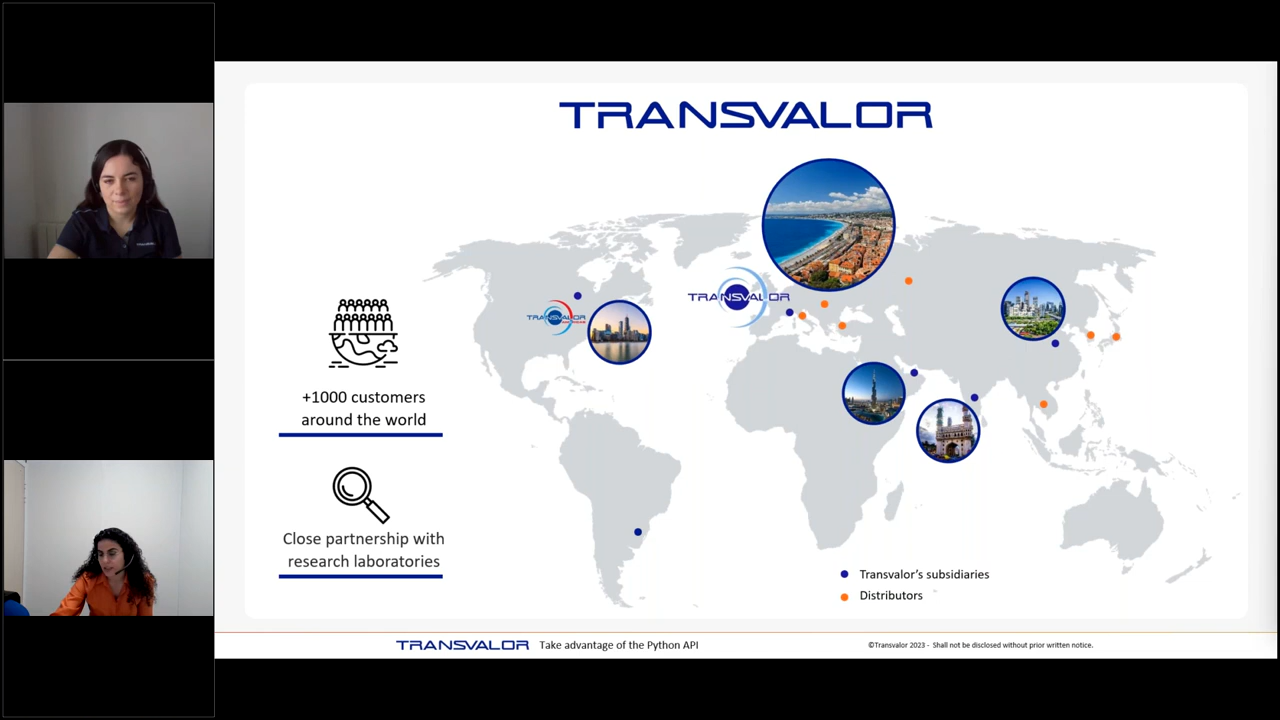 TRANSVALOR
TRANSVALOR
TRANSVALOR
+1000 customers
around the world
Close partnership with
research laboratories
Transvalor's subsidiaries
Distributors
TRANSVALOR Take advantage of the Python API
©Transvalor 2023 - Shall not be disclosed without prior written notice.